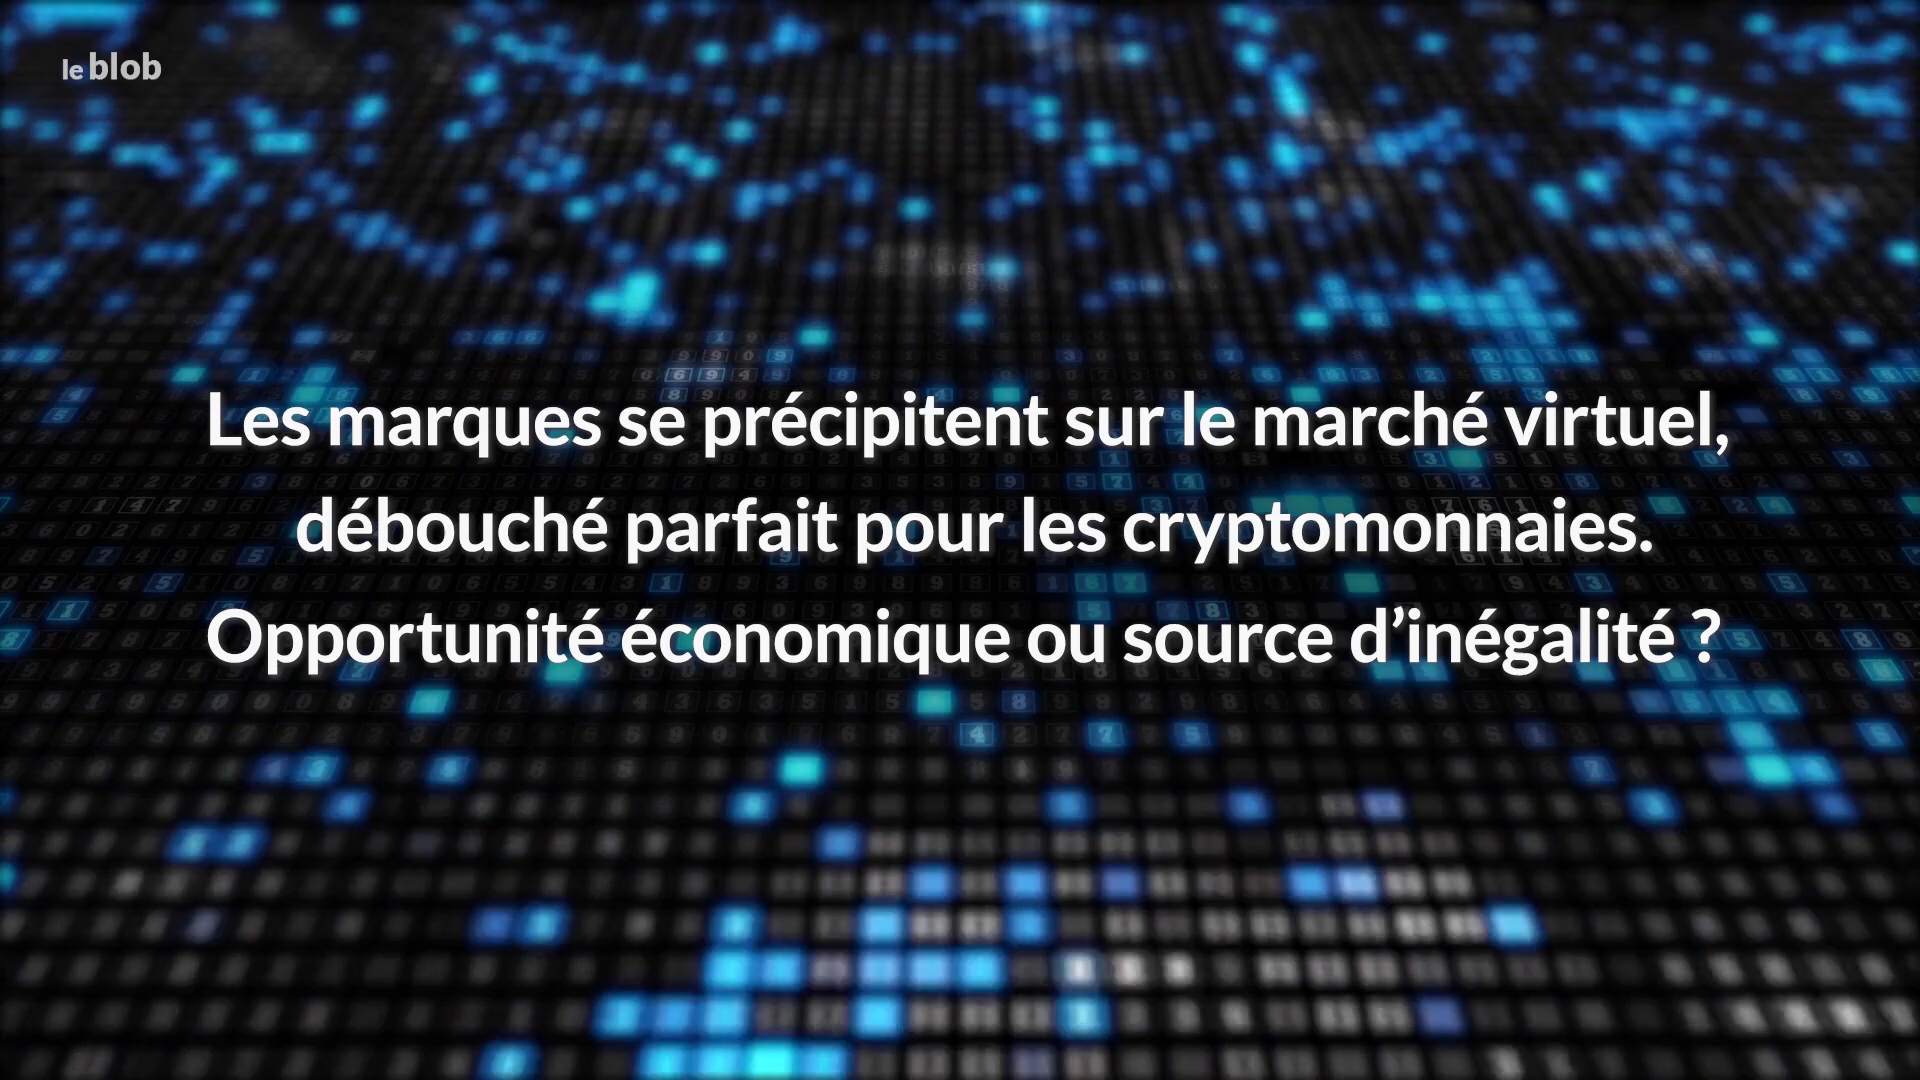 le blob
Les marques se précipitent sur le marché virtuel,
débouché parfait pour les cryptomonnaies.
Opportunité économique ou source d’inégalité ?